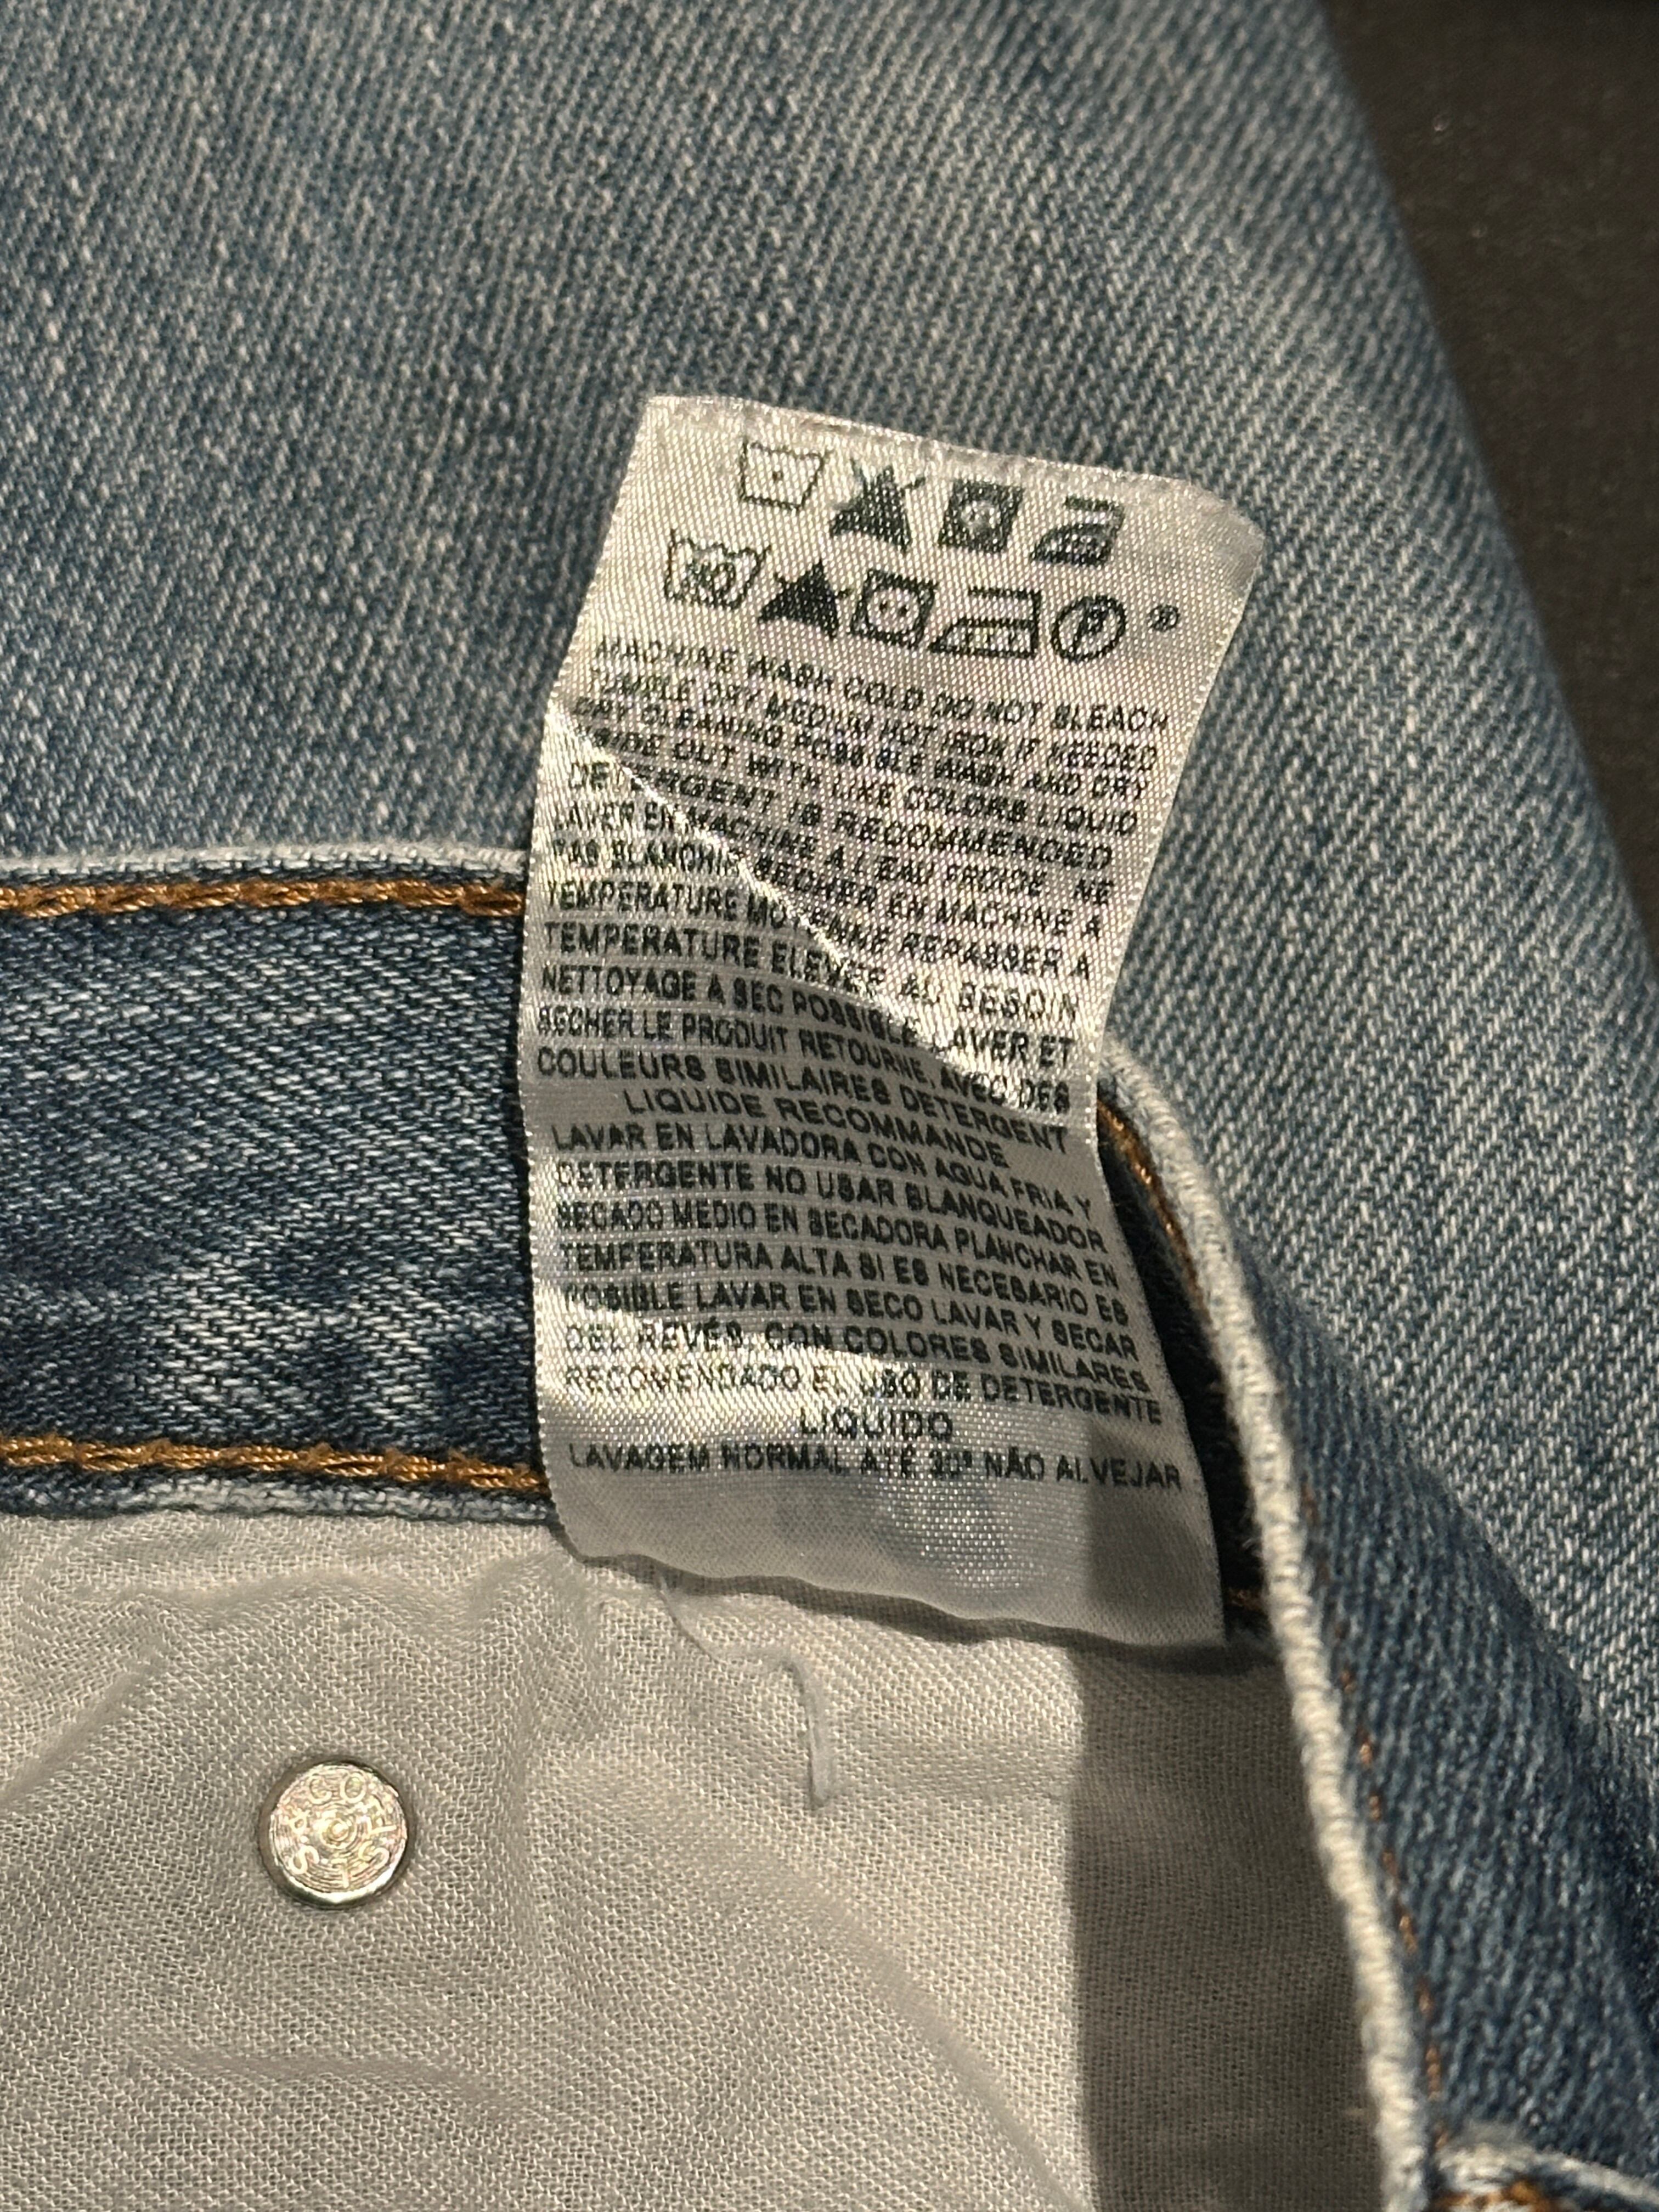 MACHINE WASH COLD DO NOT BLEACH
TUMBLE DRY MEDIUM HOT IRON IF NEEDED
DRY CLEANING POSSIBLE WASH AND DRY
INSIDE OUT WITH LIKE COLORS LIQUID
DETERGENT IS RECOMMENDED
LAVER EN MACHINE A L'EAU FROIDE NE
PAS BLANCHIR SECHER EN MACHINE A
TEMPERATURE MOYENNE REPASSER A
TEMPERATURE ELEVEE AU BESOIN
NETTOYAGE A SEC POSSIBLE LAVER ET
SECHER LE PRODUIT RETOURNE, AVEC DES
COULEURS SIMILAIRES DETERGENT
LIQUIDE RECOMMANDE
LAVAR EN LAVADORA CON AGUA FRIA Y
DETERGENTE NO USAR BLANQUEADOR
SECADO MEDIO EN SECADORA PLANCHAR EN
TEMPERATURA ALTA SI ES NECESARIO ES
POSIBLE LAVAR EN SECO LAVAR Y SECAR
DEL REVÉS, CON COLORES SIMILARES
RECOMENDADO EL USO DE DETERGENTE
LIQUIDO
LAVAGEM NORMAL ATÉ 30° NÃO ALVEJAR